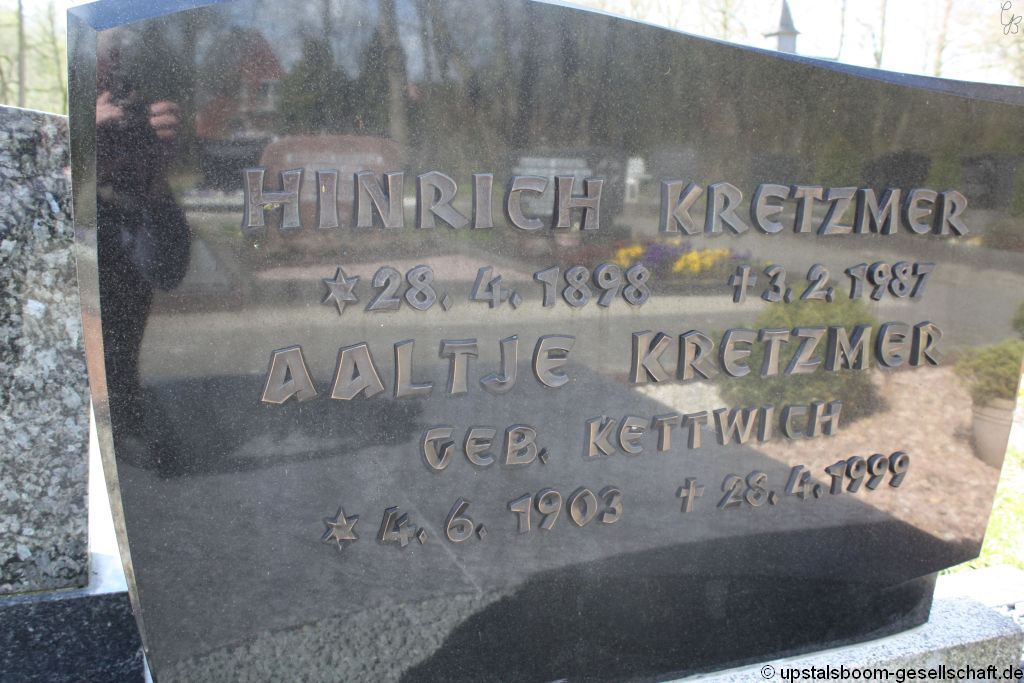 HINRICH KRETZMER
* 28. 4. 1898 † 3. 2. 1987
AALTJE KRETZMER
GEB. KETTWICH
* 4. 6. 1903 † 28. 4. 1999
© upstalsboom-gesellschaft.de